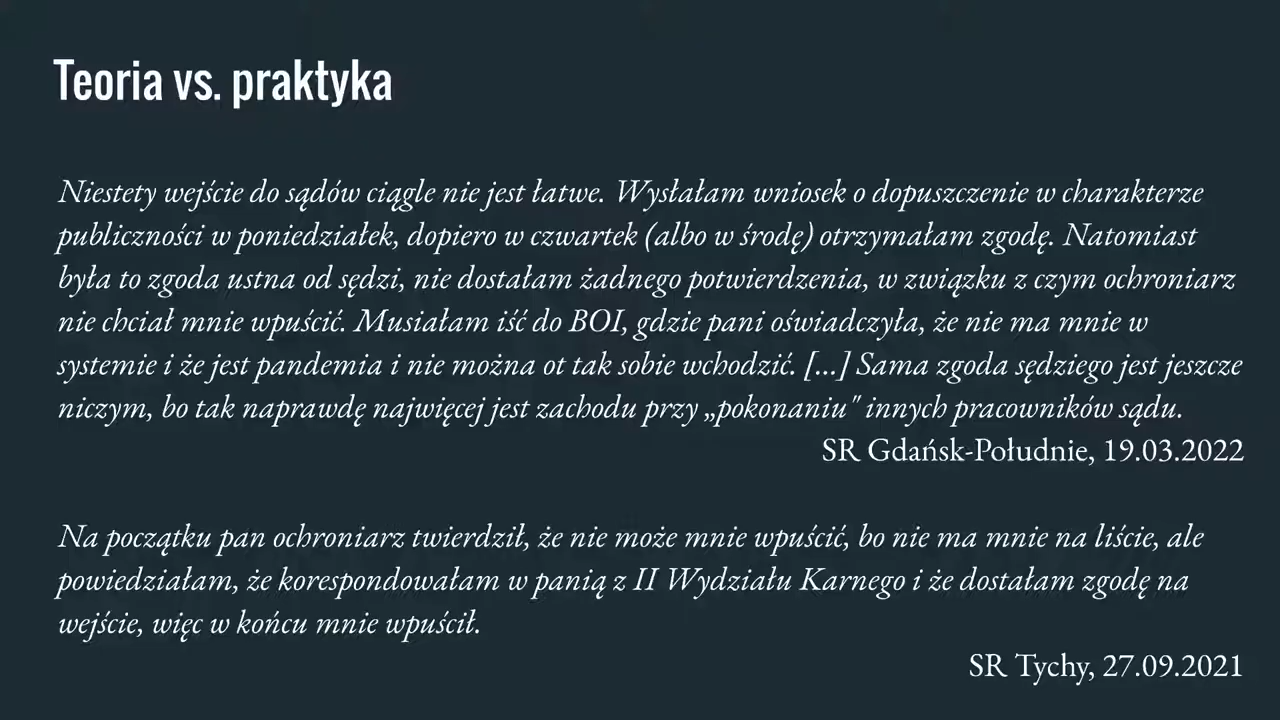 Teoria vs. praktyka
Niestety wejście do sądów ciągle nie jest łatwe. Wysłałam wniosek o dopuszczenie w charakterze
publiczności w poniedziałek, dopiero w czwartek (albo w środę) otrzymałam zgodę. Natomiast
była to zgoda ustna od sędzi, nie dostałam żadnego potwierdzenia, w związku z czym ochroniarz
nie chciał mnie wpuścić. Musiałam iść do BOI, gdzie pani oświadczyła, że nie ma mnie w
systemie i że jest pandemia i nie można ot tak sobie wchodzić. [...] Sama zgoda sędziego jest jeszcze
niczym, bo tak naprawdę najwięcej jest zachodu przy „pokonaniu" innych pracowników sądu.
SR Gdańsk-Południe, 19.03.2022
Na początku pan ochroniarz twierdził, że nie może mnie wpuścić, bo nie ma mnie na liście, ale
powiedziałam, że korespondowałam w panią z II Wydziału Karnego i że dostałam zgodę na
wejście, więc w końcu mnie wpuścił.
SR Tychy, 27.09.2021